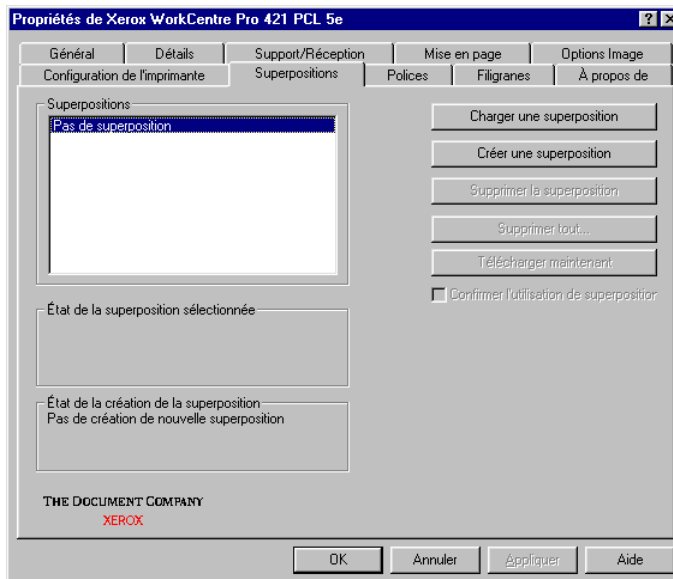 Propriétés de Xerox WorkCentre Pro 421 PCL 5e
Général Détails Support/Réception Mise en page Options Image
Configuration de l'imprimante Superpositions Polices Filigranes À propos de
Superpositions
Pas de superposition
Charger une superposition
Créer une superposition
Supprimer la superposition
Supprimer tout...
Télécharger maintenant
Confirmer l'utilisation de superposition
État de la superposition sélectionnée
État de la création de la superposition
Pas de création de nouvelle superposition
THE DOCUMENT COMPANY
XEROX
OK Annuler Appliquer Aide